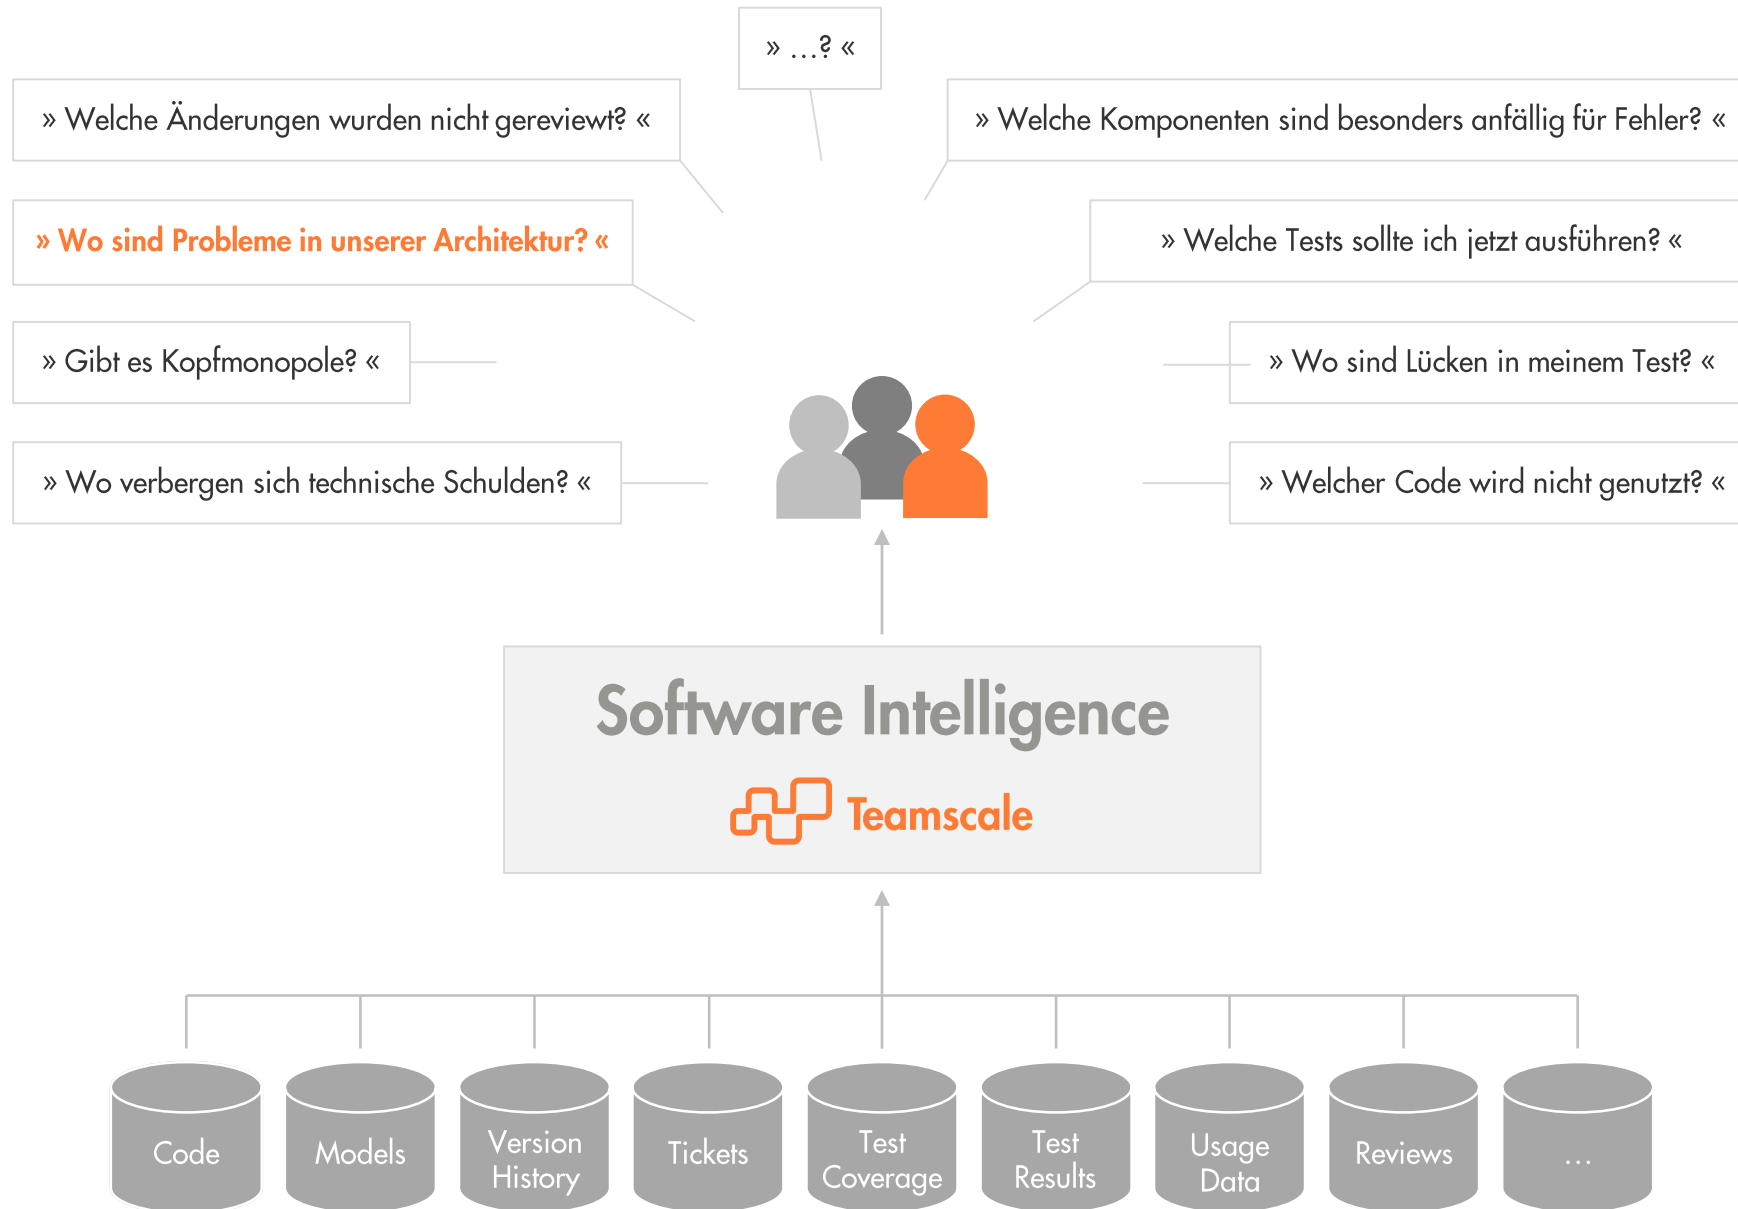 » …? «
» Welche Änderungen wurden nicht gereviewt? «
» Welche Komponenten sind besonders anfällig für Fehler? «
» Wo sind Probleme in unserer Architektur? «
» Welche Tests sollte ich jetzt ausführen? «
» Gibt es Kopfmonopole? «
» Wo sind Lücken in meinem Test? «
» Wo verbergen sich technische Schulden? «
» Welcher Code wird nicht genutzt? «
Software Intelligence
Teamscale
Code
Models
Version
History
Tickets
Test
Coverage
Test
Results
Usage
Data
Reviews
…